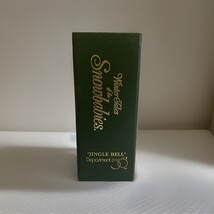 Winter Tales
of the
Snowbabies.
"JINGLE BELL"
Department 56